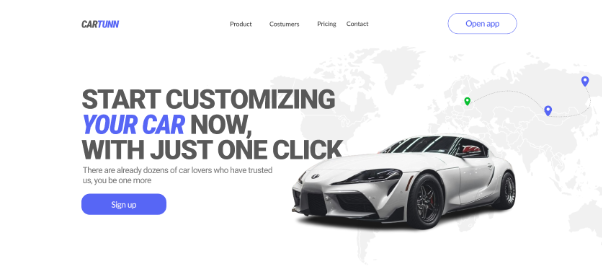 CARTUNN
Product Costumers Pricing Contact
Open app
START CUSTOMIZING
YOUR CAR NOW,
WITH JUST ONE CLICK
There are already dozens of car lovers who have trusted
us, you be one more
Sign up